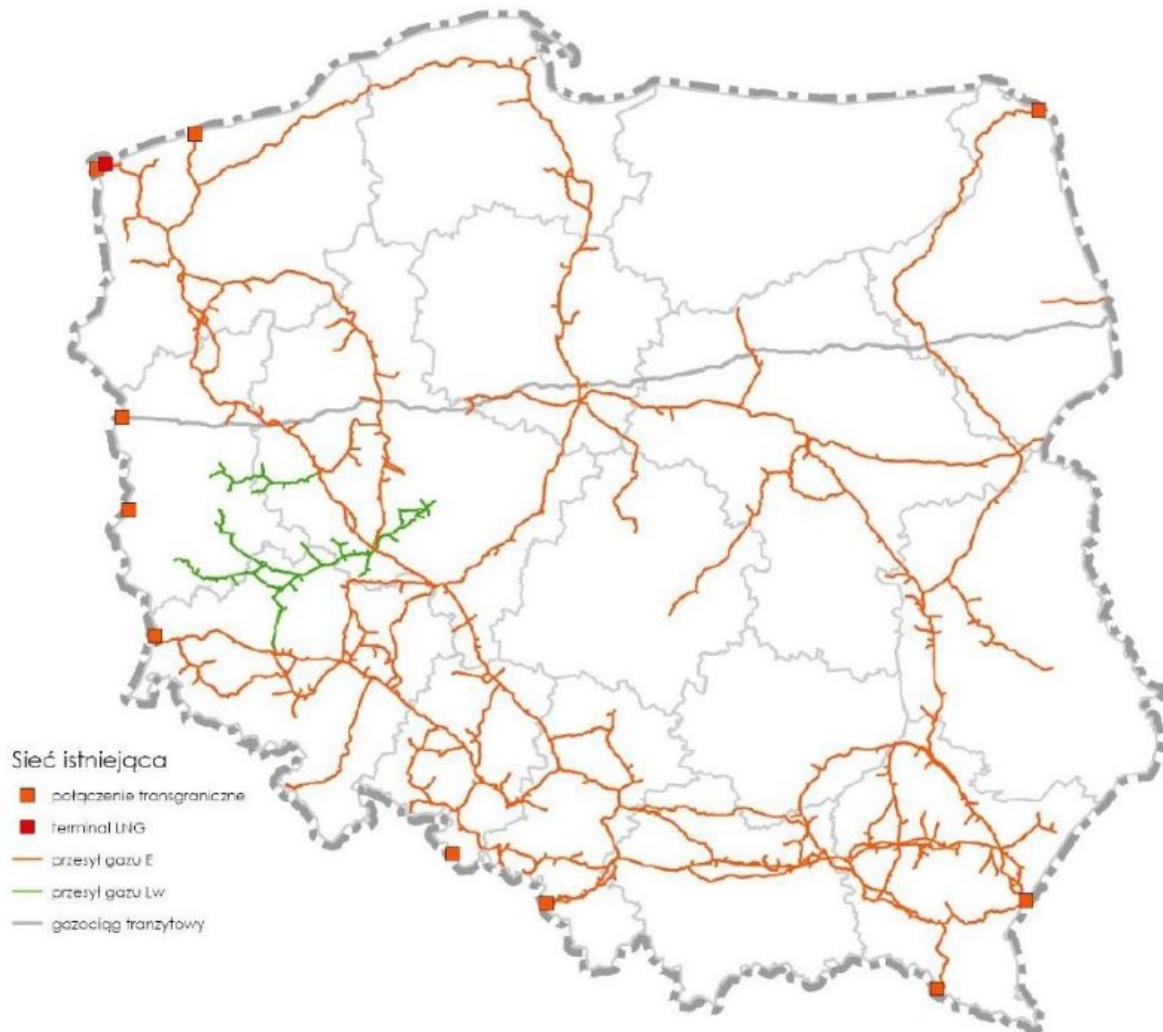 Sieć istniejąca
połączenie transgraniczne
terminal LNG
przesył gazu E
przesył gazu Lw
gazociąg tranzytowy